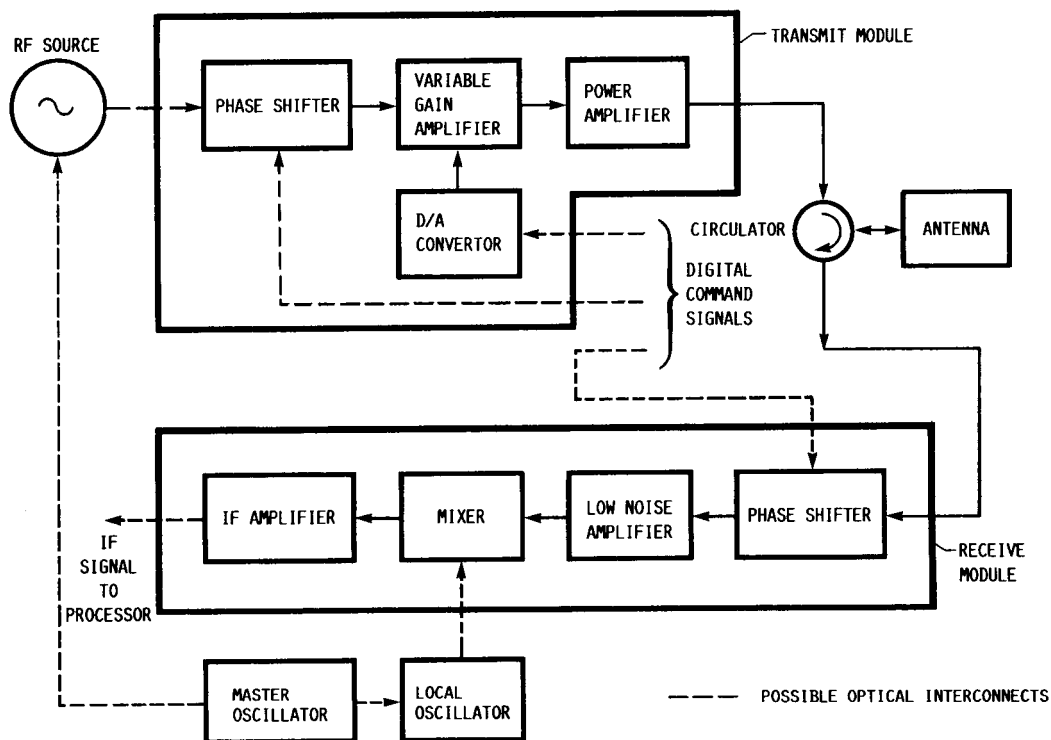 RF SOURCE
TRANSMIT MODULE
PHASE SHIFTER
VARIABLE
GAIN
AMPLIFIER
POWER
AMPLIFIER
D/A
CONVERTOR
CIRCULATOR
ANTENNA
DIGITAL
COMMAND
SIGNALS
IF AMPLIFIER
MIXER
LOW NOISE
AMPLIFIER
PHASE SHIFTER
IF
SIGNAL
TO
PROCESSOR
RECEIVE
MODULE
MASTER
OSCILLATOR
LOCAL
OSCILLATOR
POSSIBLE OPTICAL INTERCONNECTS